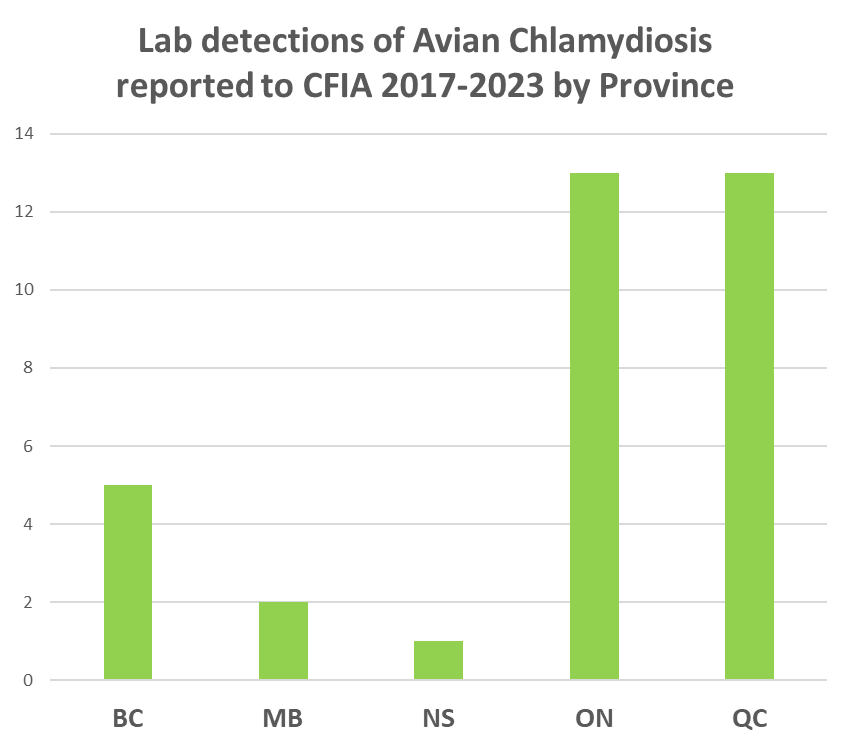 Lab detections of Avian Chlamydiosis
reported to CFIA 2017-2023 by Province
14
12
10
8
6
4
2
0
BC MB NS ON QC